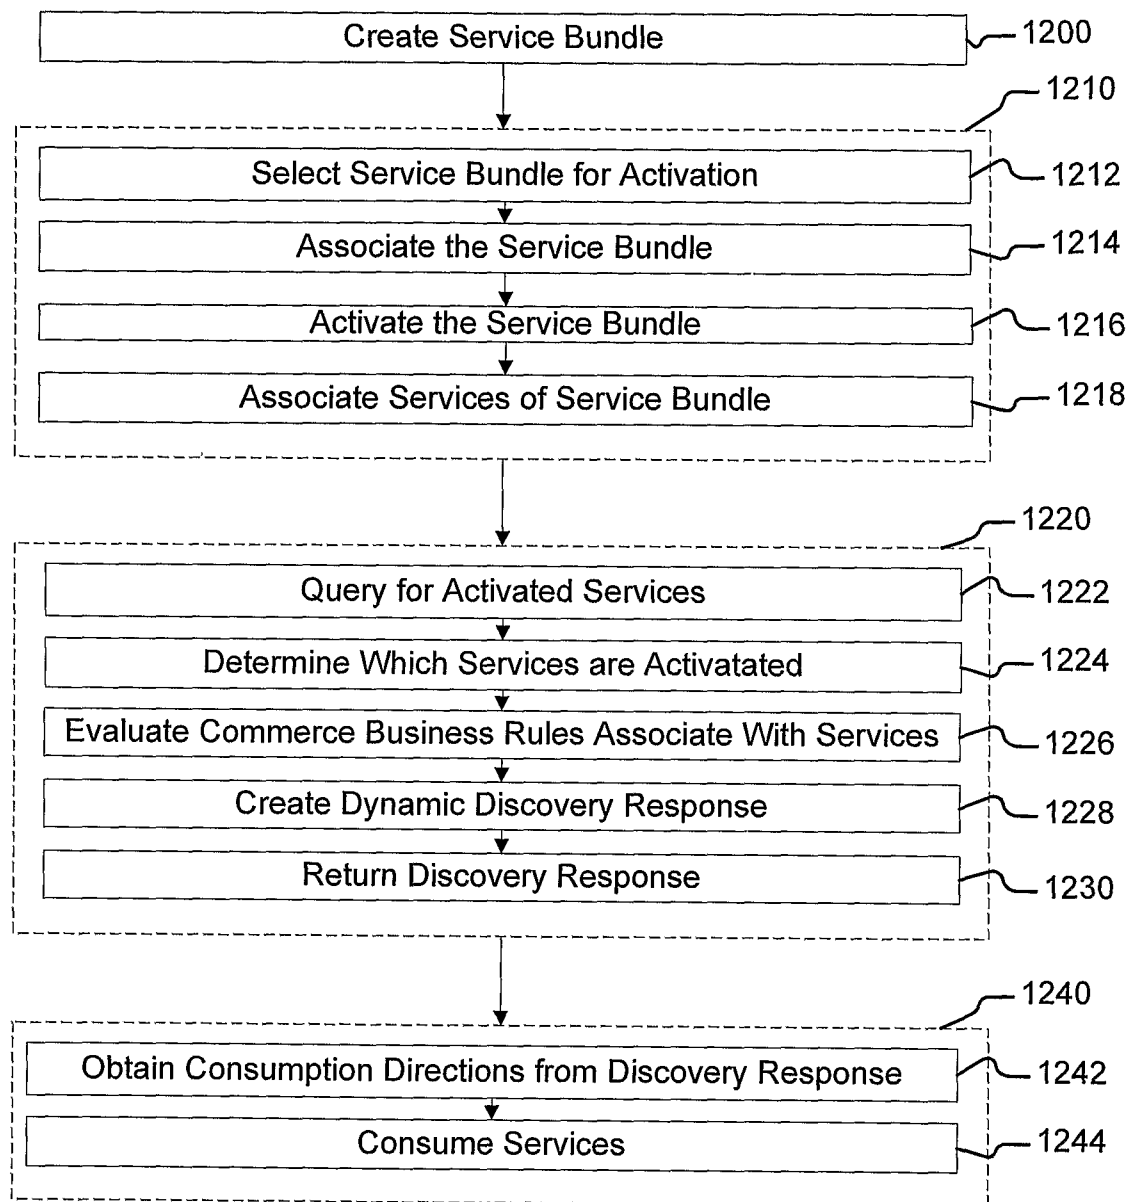 Create Service Bundle
1200
1210
Select Service Bundle for Activation
1212
Associate the Service Bundle
1214
Activate the Service Bundle
1216
Associate Services of Service Bundle
1218
1220
Query for Activated Services
1222
Determine Which Services are Activatated
1224
Evaluate Commerce Business Rules Associate With Services
1226
Create Dynamic Discovery Response
1228
Return Discovery Response
1230
1240
Obtain Consumption Directions from Discovery Response
1242
Consume Services
1244